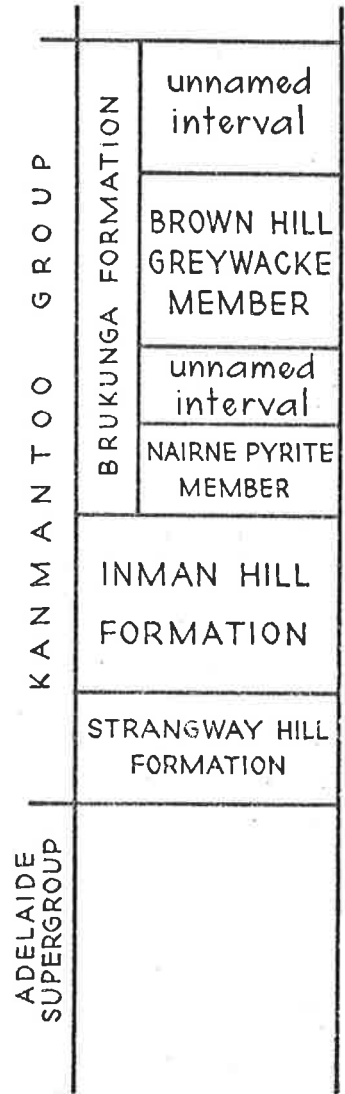 KANMANTOO GROUP
BRUKUNGA FORMATION
unnamed
interval
BROWN HILL
GREYWACKE
MEMBER
unnamed
interval
NAIRNE PYRITE
MEMBER
INMAN HILL
FORMATION
STRANGWAY HILL
FORMATION
ADELAIDE
SUPERGROUP